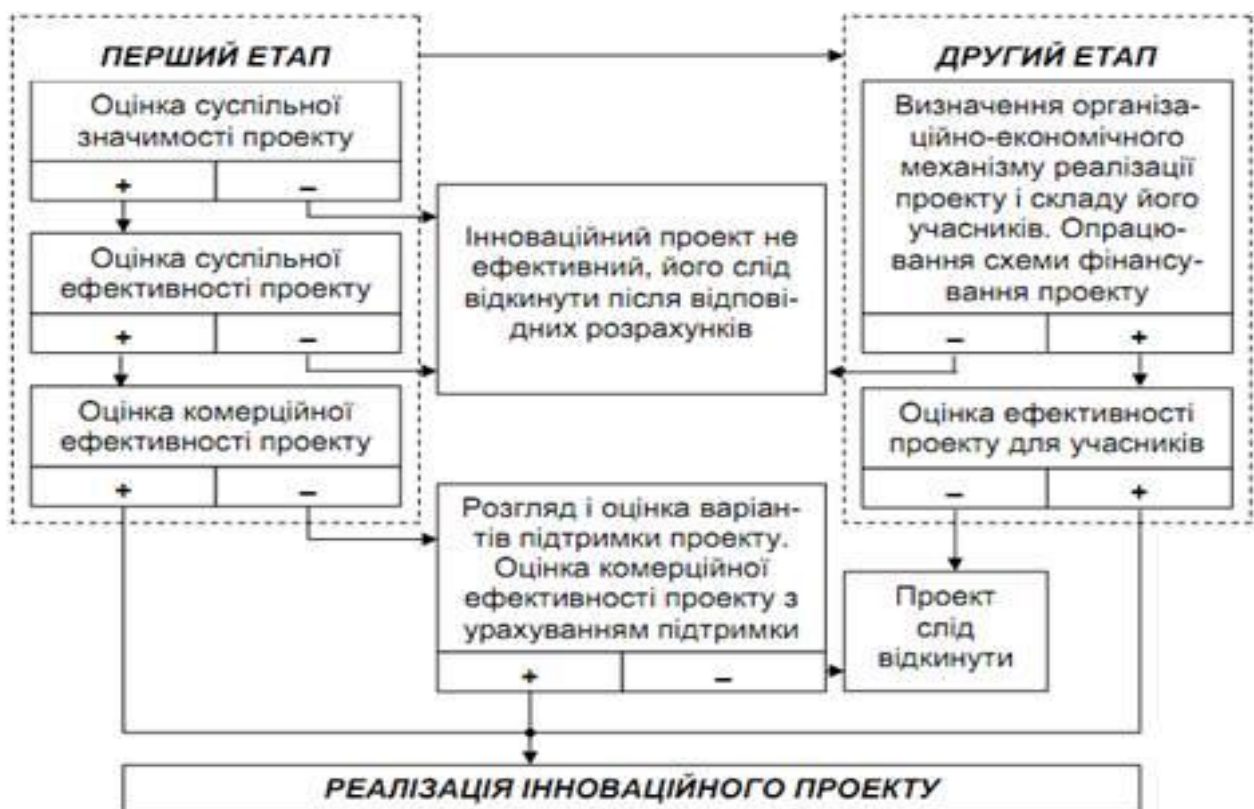 ПЕРШИЙ ЕТАП
Оцінка суспільної
значимості проекту
+ –
Оцінка суспільної
ефективності проекту
+ –
Оцінка комерційної
ефективності проекту
+ –
Інноваційний проект не
ефективний, його слід
відкинути після відпові-
дних розрахунків
Розгляд і оцінка варіан-
тів підтримки проекту.
Оцінка комерційної
ефективності проекту з
урахуванням підтримки
+ –
ДРУГИЙ ЕТАП
Визначення організа-
ційно-економічного
механізму реалізації
проекту і складу його
учасників. Опрацю-
вання схеми фінансу-
вання проекту
– +
Оцінка ефективності
проекту для учасників
– +
Проект
слід
відкинути
РЕАЛІЗАЦІЯ ІННОВАЦІЙНОГО ПРОЕКТУ